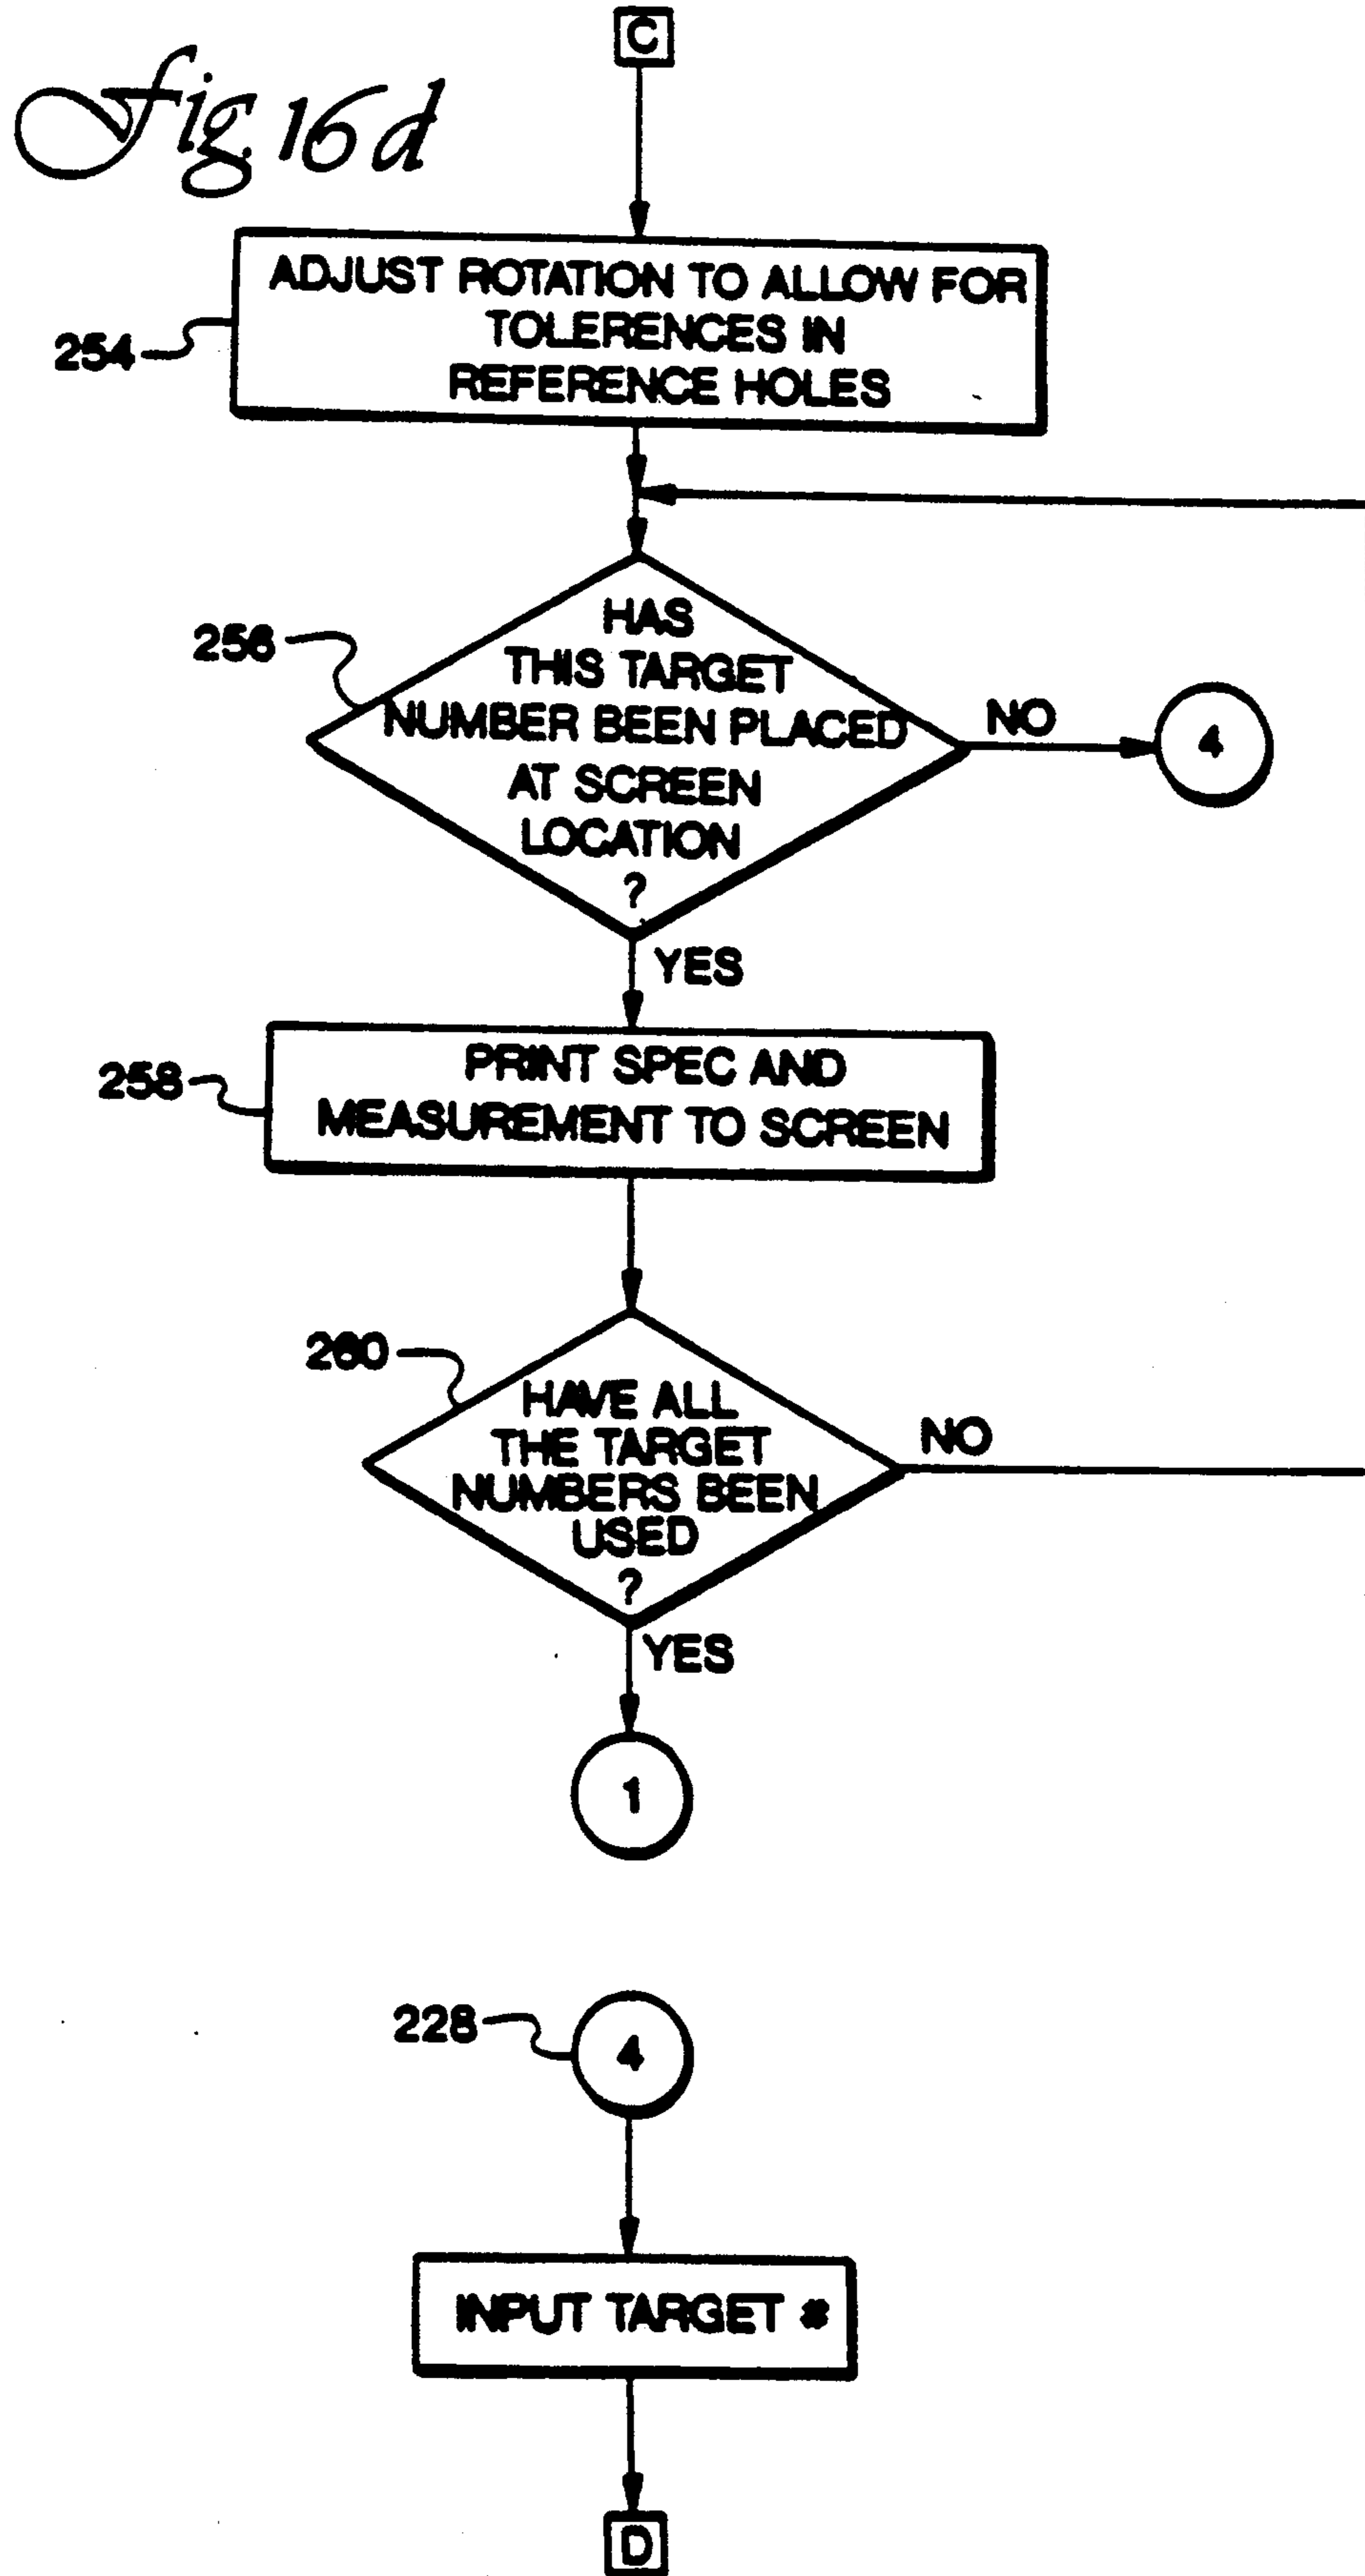 C
Fig. 16d
254
ADJUST ROTATION TO ALLOW FOR
TOLERENCES IN
REFERENCE HOLES
256
HAS
THIS TARGET
NUMBER BEEN PLACED
AT SCREEN
LOCATION
?
NO
4
YES
258
PRINT SPEC AND
MEASUREMENT TO SCREEN
260
HAVE ALL
THE TARGET
NUMBERS BEEN
USED
?
NO
YES
1
228
4
INPUT TARGET #
D